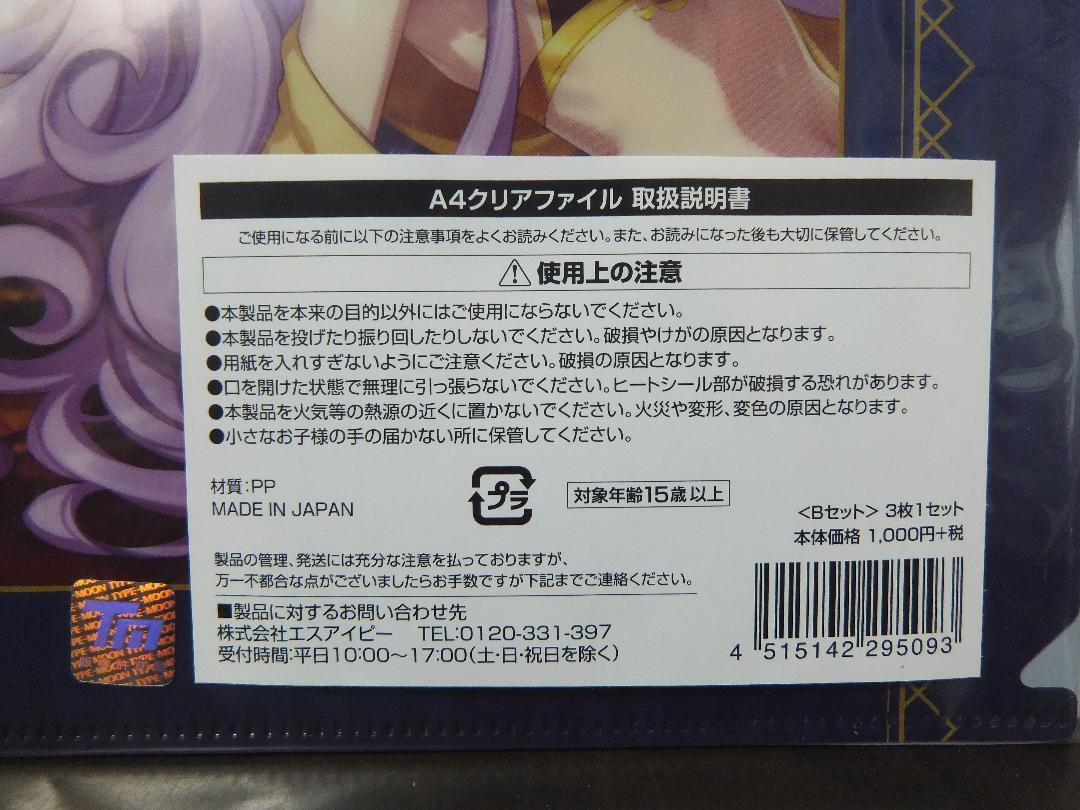 A4クリアファイル 取扱説明書
ご使用になる前に以下の注意事項をよくお読みください。また、お読みになった後も大切に保管してください。
使用上の注意
●本製品を本来の目的以外にはご使用にならないでください。
●本製品を投げたり振り回したりしないでください。破損やけがの原因となります。
●用紙を入れすぎないようにご注意ください。破損の原因となります。
●口を開けた状態で無理に引っ張らないでください。ヒートシール部が破損する恐れがあります。
●本製品を火気等の熱源の近くに置かないでください。火災や変形、変色の原因となります。
●小さなお子様の手の届かない所に保管してください。
材質:PP
MADE IN JAPAN
プラ
対象年齢15歳以上
<Bセット> 3枚1セット
本体価格 1,000円+税
製品の管理、発送には充分な注意を払っておりますが、
万一不都合な点がございましたらお手数ですが下記までご連絡ください。
■製品に対するお問い合わせ先
株式会社エスアイピー TEL:0120-331-397
受付時間:平日10:00〜17:00(土・日・祝日を除く)
4 515142 295093
TYPE-MOON
TM